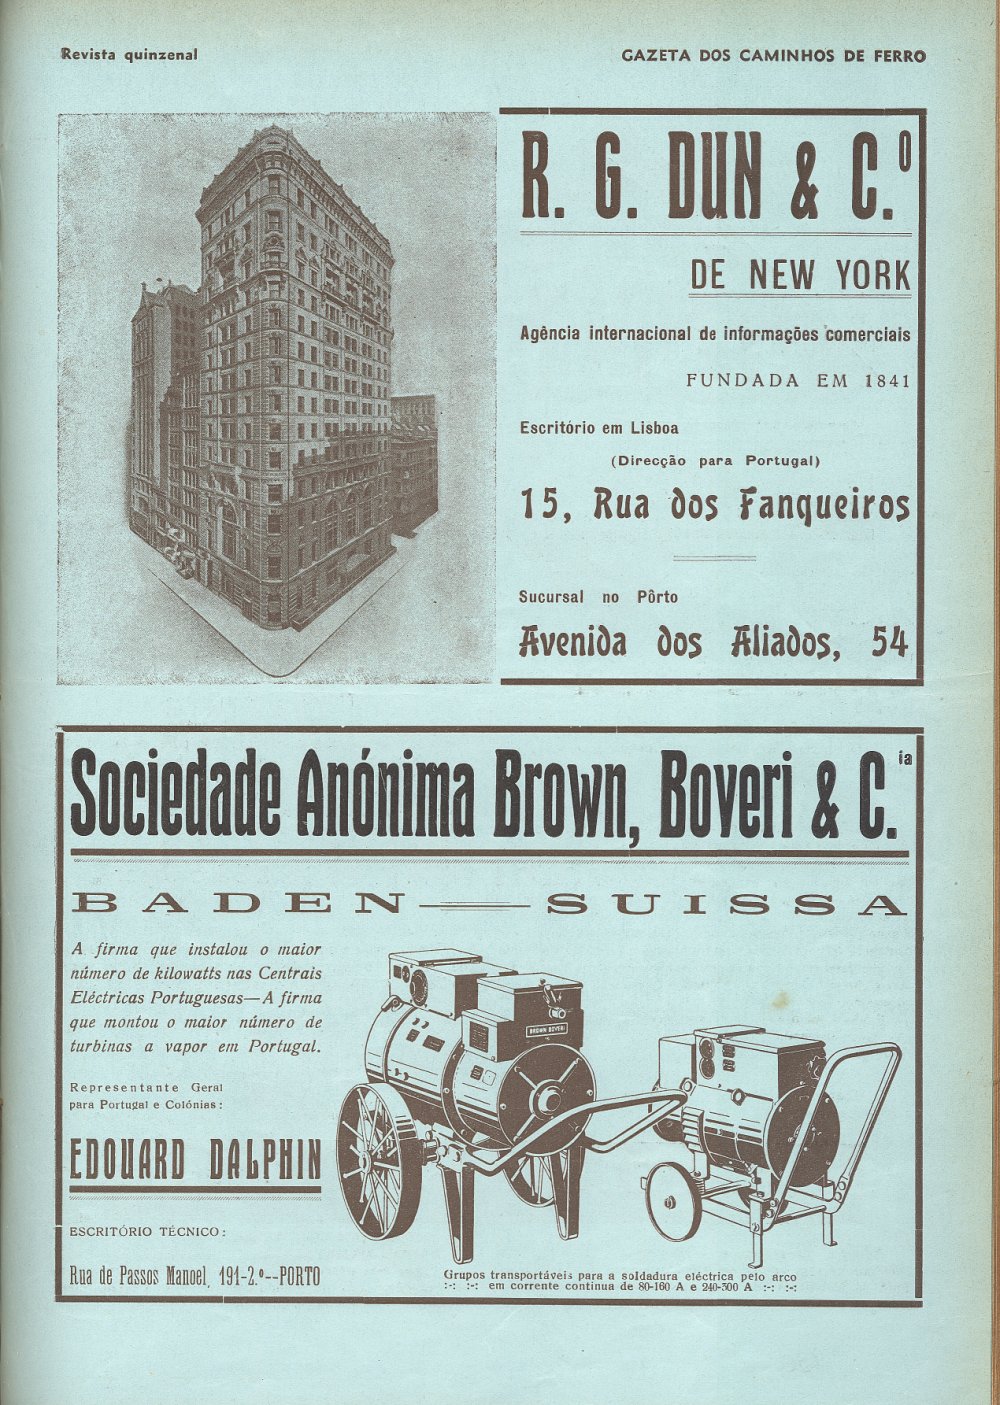 Revista quinzenal
GAZETA DOS CAMINHOS DE FERRO
R. G. DUN & C.º
DE NEW YORK
Agência internacional de informações comerciais
FUNDADA EM 1841
Escritório em Lisboa
(Direcção para Portugal)
15, Rua dos Fanqueiros
Sucursal no Pôrto
Avenida dos Aliados, 54
Sociedade Anónima Brown, Boveri & C.ia
BADEN — SUISSA
A firma que instalou o maior
número de kilowatts nas Centrais
Eléctricas Portuguesas—A firma
que montou o maior número de
turbinas a vapor em Portugal.
Representante Geral
para Portugal e Colónias:
EDOUARD DALPHIN
ESCRITÓRIO TÉCNICO:
Rua de Passos Manoel, 191-2.º--PORTO
BROWN BOVERI
Grupos transportáveis para a soldadura eléctrica pelo arco
:-: :-: em corrente contínua de 80-160 A e 240-300 A :-: :-: